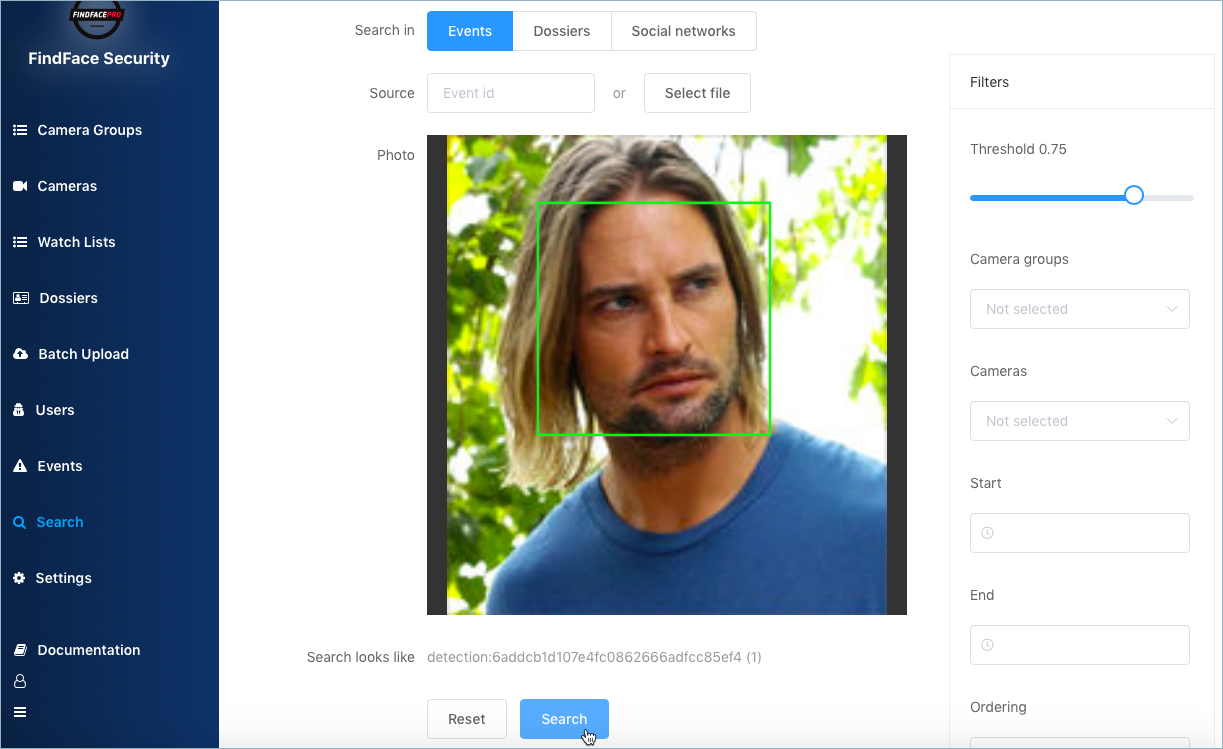 FINDFACEPRO
FindFace Security
Camera Groups
Cameras
Watch Lists
Dossiers
Batch Upload
Users
Events
Search
Settings
Documentation
Search in Events Dossiers Social networks
Source Event id or Select file
Photo
Search looks like detection:6addcb1d107e4fc0862666adfcc85ef4 (1)
Reset Search
Filters
Threshold 0.75
Camera groups
Not selected
Cameras
Not selected
Start
End
Ordering